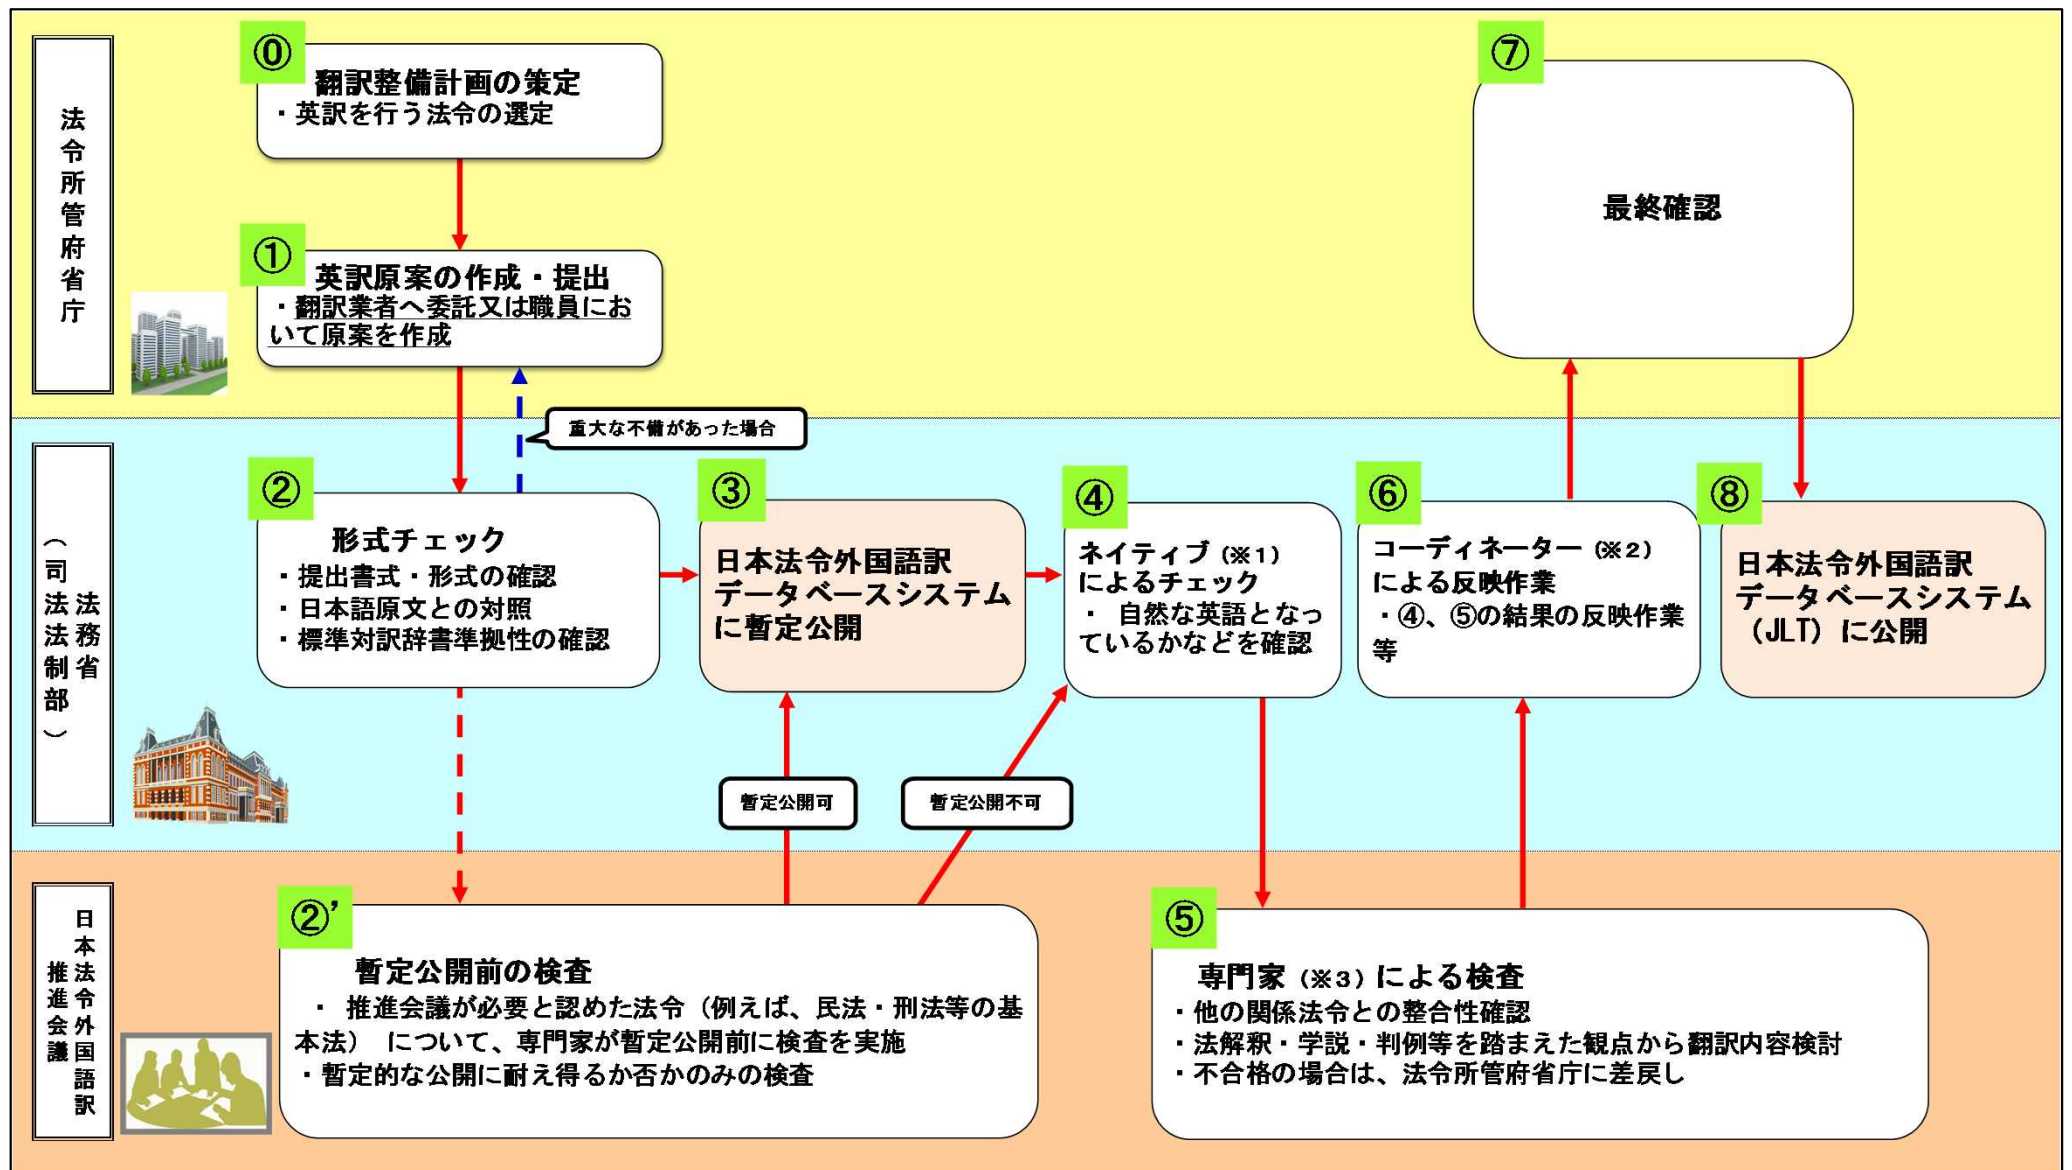 法令所管府省庁
⓪
翻訳整備計画の策定
・英訳を行う法令の選定
①
英訳原案の作成・提出
・翻訳業者へ委託又は職員にお
いて原案を作成
⑦
最終確認
重大な不備があった場合
法務省
（司法法制部）
②
形式チェック
・提出書式・形式の確認
・日本語原文との対照
・標準対訳辞書準拠性の確認
③
日本法令外国語訳
データベースシステム
に暫定公開
④
ネイティブ（※１）
によるチェック
・ 自然な英語となっ
ているかなどを確認
⑥
コーディネーター（※２）
による反映作業
・④、⑤の結果の反映作業
等
⑧
日本法令外国語訳
データベースシステム
（JLT）に公開
暫定公開可
暫定公開不可
日本法令外国語訳
推進会議
②’
暫定公開前の検査
・ 推進会議が必要と認めた法令（例えば、民法・刑法等の基
本法） について、専門家が暫定公開前に検査を実施
・暫定的な公開に耐え得るか否かのみの検査
⑤
専門家（※３）による検査
・他の関係法令との整合性確認
・法解釈・学説・判例等を踏まえた観点から翻訳内容検討
・不合格の場合は、法令所管府省庁に差戻し